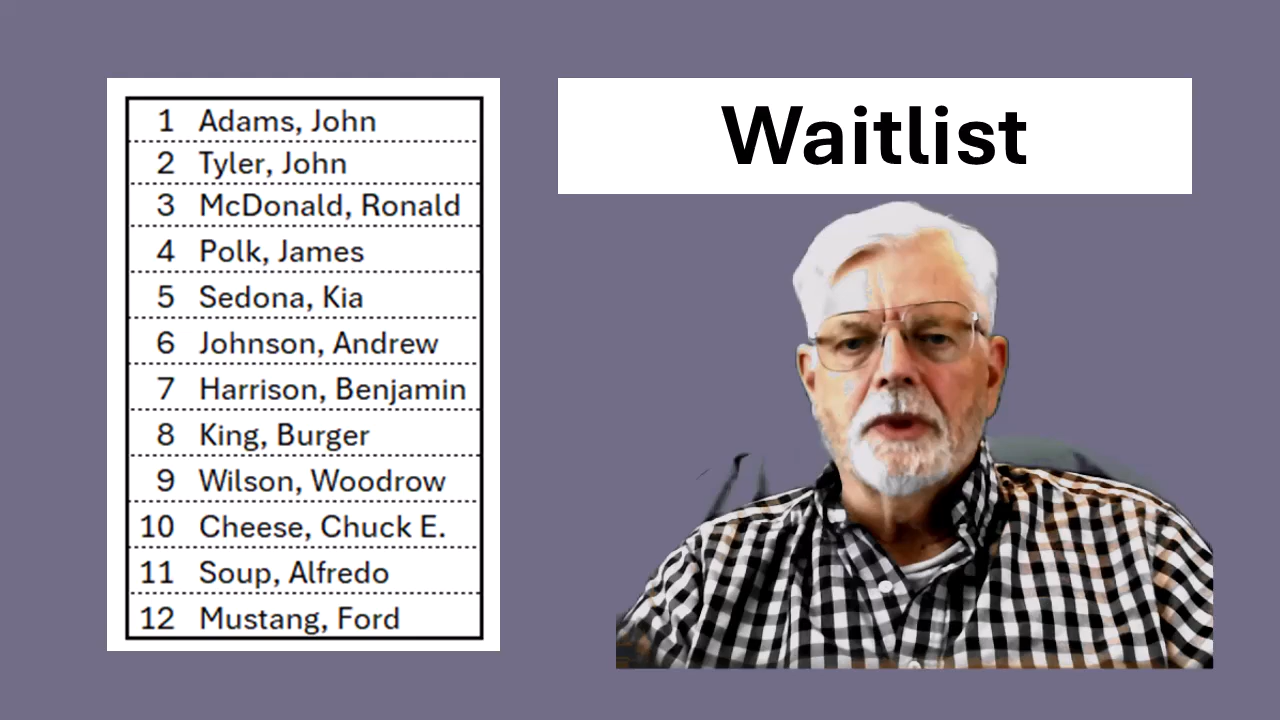 1 Adams, John
2 Tyler, John
3 McDonald, Ronald
4 Polk, James
5 Sedona, Kia
6 Johnson, Andrew
7 Harrison, Benjamin
8 King, Burger
9 Wilson, Woodrow
10 Cheese, Chuck E.
11 Soup, Alfredo
12 Mustang, Ford
Waitlist